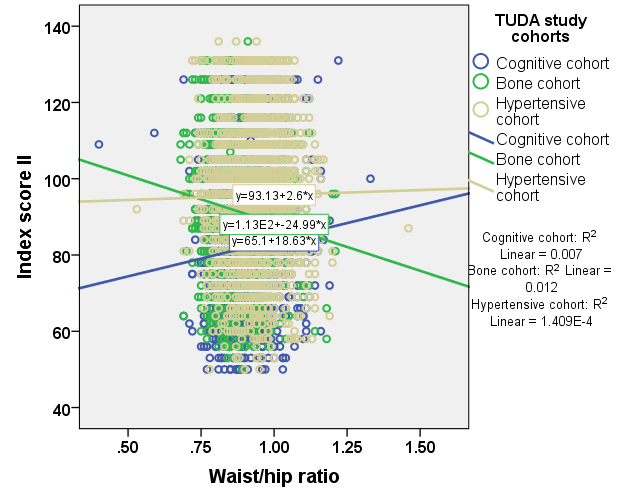 TUDA study
cohorts
Cognitive cohort
Bone cohort
Hypertensive
cohort
Cognitive cohort
Bone cohort
Hypertensive
cohort
Cognitive cohort: R²
Linear = 0.007
Bone cohort: R² Linear =
0.012
Hypertensive cohort: R²
Linear = 1.409E-4
Index score II
140
120
100
80
60
40
y=93.13+2.6*x
y=1.13E2+-24.99*x
y=65.1+18.63*x
.50
.75
1.00
1.25
1.50
Waist/hip ratio